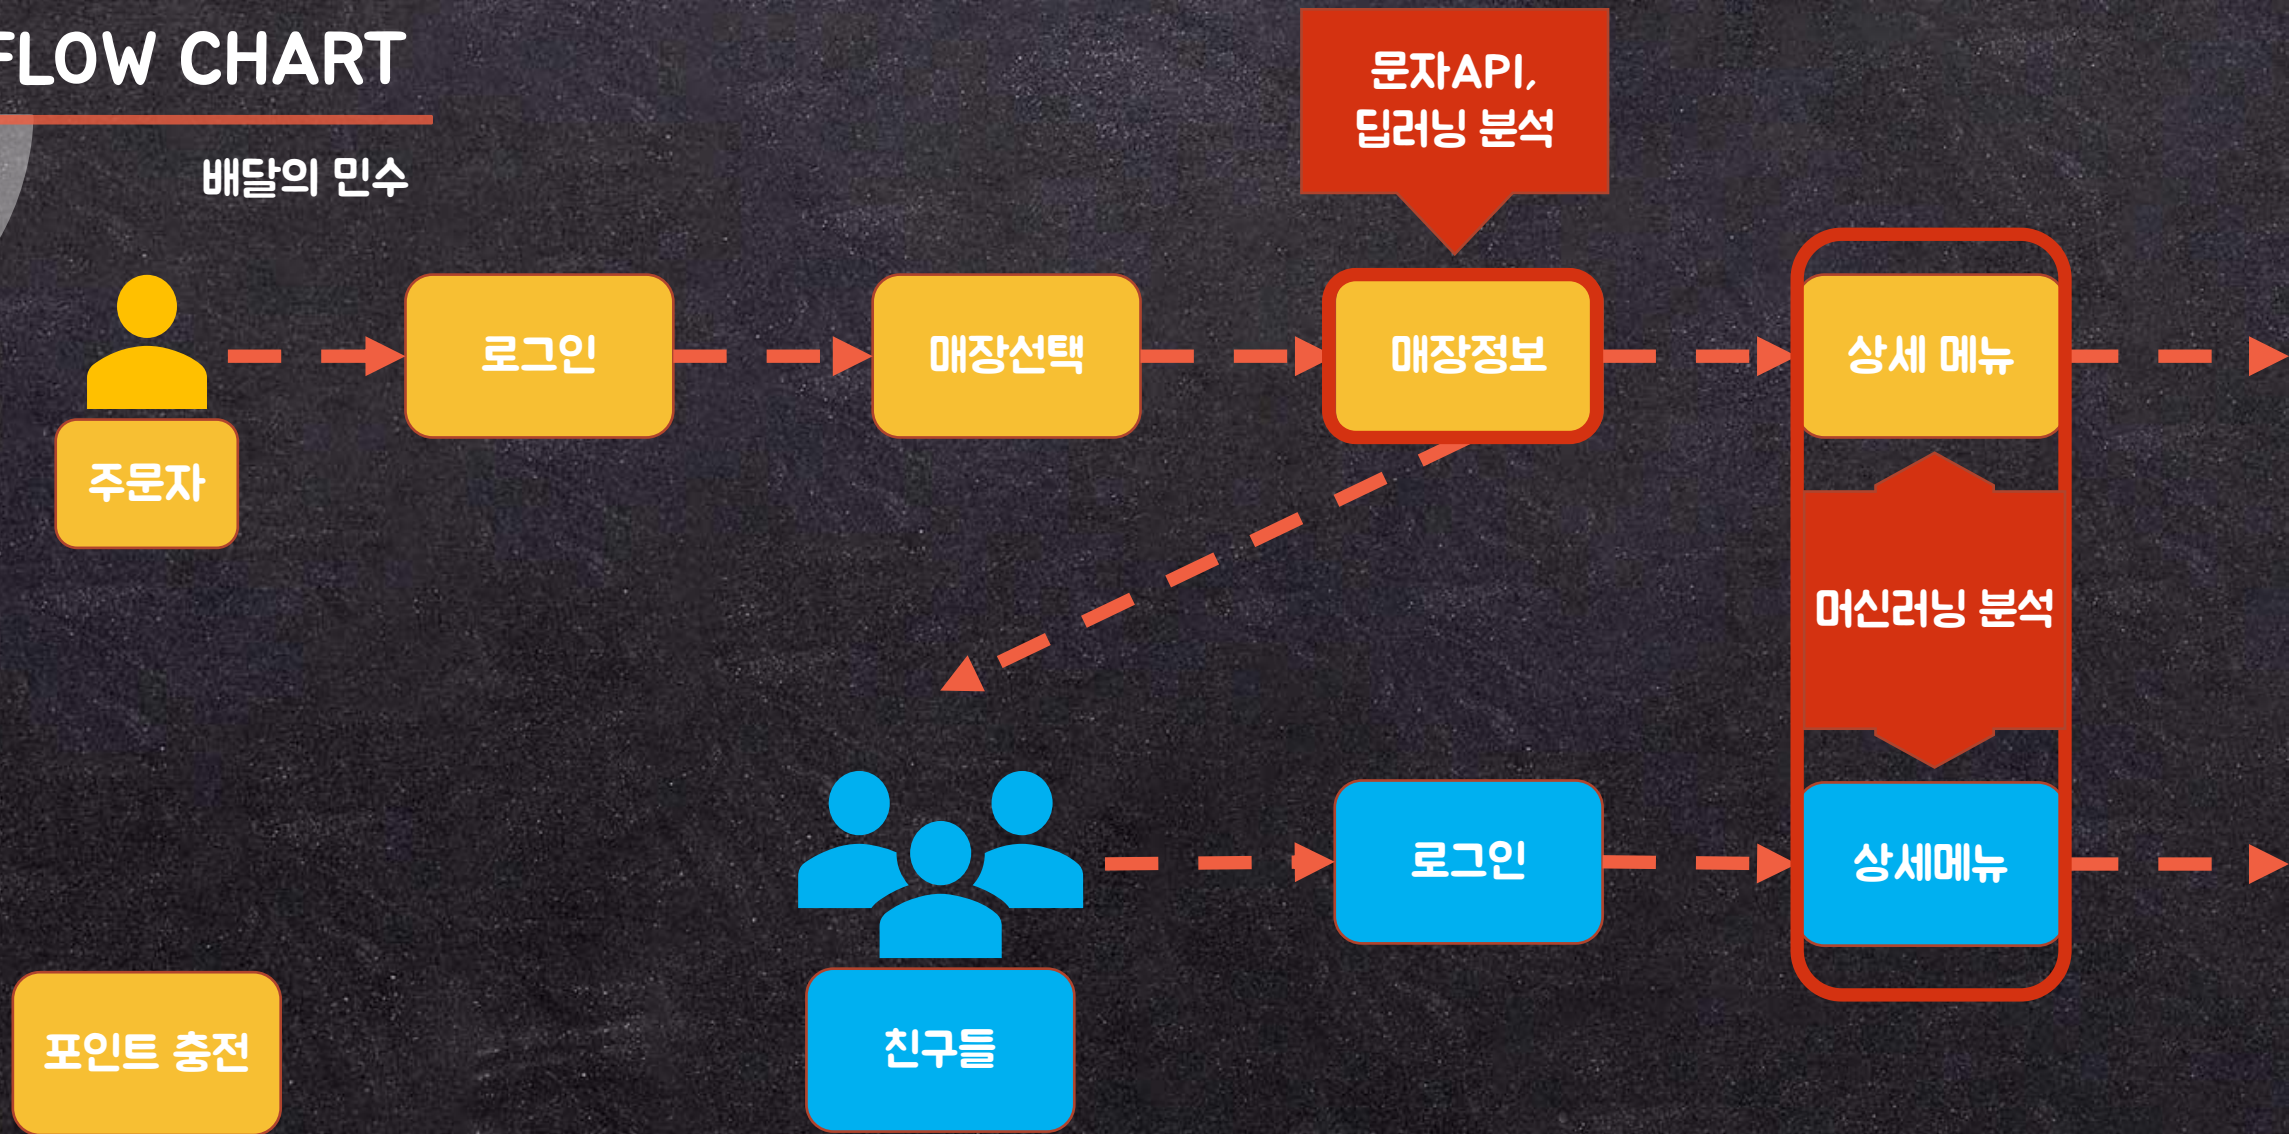 FLOW CHART
배달의 민수
문자API,
딥러닝 분석
로그인
매장선택
매장정보
상세 메뉴
주문자
머신러닝 분석
로그인
상세메뉴
친구들
포인트 충전